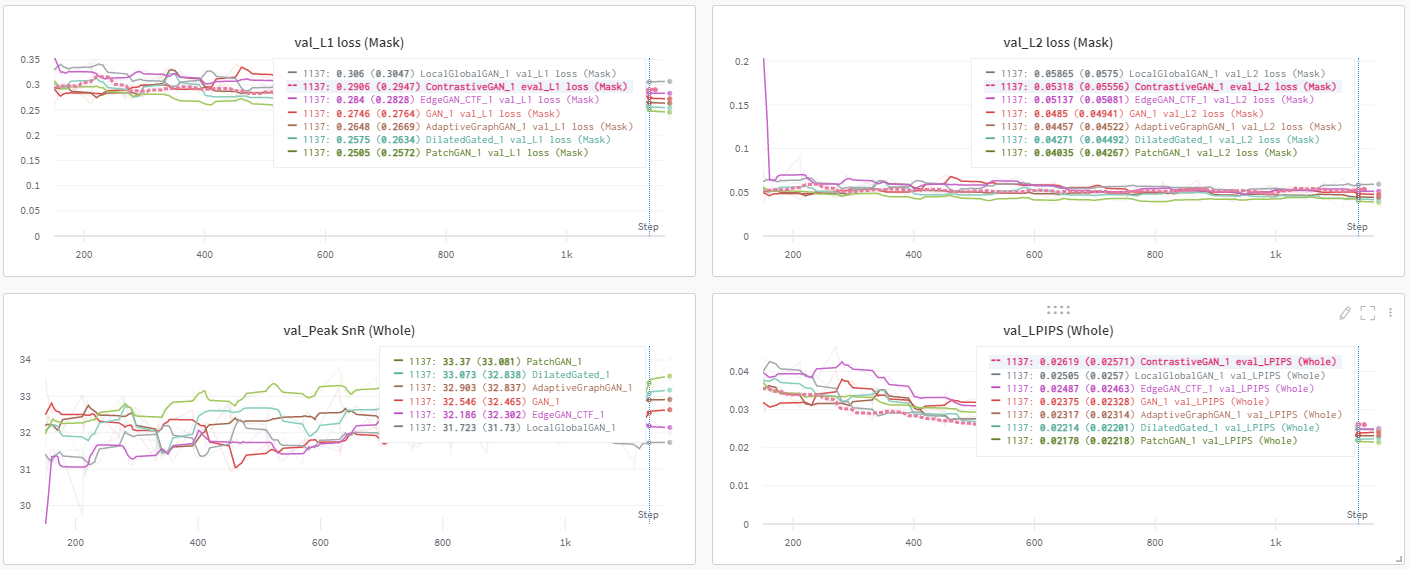 val_L1 loss (Mask)
0.35
0.3
0.25
0.2
0.15
0.1
0.05
0
200
400
600
800
1k
Step
1137: 0.306 (0.3047) LocalGlobalGAN_1 val_L1 loss (Mask)
1137: 0.2906 (0.2947) ContrastiveGAN_1 eval_L1 loss (Mask)
1137: 0.284 (0.2828) EdgeGAN_CTF_1 val_L1 loss (Mask)
1137: 0.2746 (0.2764) GAN_1 val_L1 loss (Mask)
1137: 0.2648 (0.2669) AdaptiveGraphGAN_1 val_L1 loss (Mask)
1137: 0.2575 (0.2634) DilatedGated_1 val_L1 loss (Mask)
1137: 0.2505 (0.2572) PatchGAN_1 val_L1 loss (Mask)
val_L2 loss (Mask)
0.2
0.15
0.1
0.05
0
200
400
600
800
1k
Step
1137: 0.05865 (0.0575) LocalGlobalGAN_1 val_L2 loss (Mask)
1137: 0.05318 (0.05556) ContrastiveGAN_1 eval_L2 loss (Mask)
1137: 0.05137 (0.05081) EdgeGAN_CTF_1 val_L2 loss (Mask)
1137: 0.0485 (0.04941) GAN_1 val_L2 loss (Mask)
1137: 0.04457 (0.04522) AdaptiveGraphGAN_1 val_L2 loss (Mask)
1137: 0.04271 (0.04492) DilatedGated_1 val_L2 loss (Mask)
1137: 0.04035 (0.04267) PatchGAN_1 val_L2 loss (Mask)
val_Peak SnR (Whole)
34
33
32
31
30
200
400
600
800
1k
Step
1137: 33.37 (33.081) PatchGAN_1
1137: 33.073 (32.838) DilatedGated_1
1137: 32.903 (32.837) AdaptiveGraphGAN_1
1137: 32.546 (32.465) GAN_1
1137: 32.186 (32.302) EdgeGAN_CTF_1
1137: 31.723 (31.73) LocalGlobalGAN_1
val_LPIPS (Whole)
0.04
0.03
0.02
0.01
0
200
400
600
800
1k
Step
1137: 0.02619 (0.02571) ContrastiveGAN_1 eval_LPIPS (Whole)
1137: 0.02505 (0.0257) LocalGlobalGAN_1 val_LPIPS (Whole)
1137: 0.02487 (0.02463) EdgeGAN_CTF_1 val_LPIPS (Whole)
1137: 0.02375 (0.02328) GAN_1 val_LPIPS (Whole)
1137: 0.02317 (0.02314) AdaptiveGraphGAN_1 val_LPIPS (Whole)
1137: 0.02214 (0.02201) DilatedGated_1 val_LPIPS (Whole)
1137: 0.02178 (0.02218) PatchGAN_1 val_LPIPS (Whole)